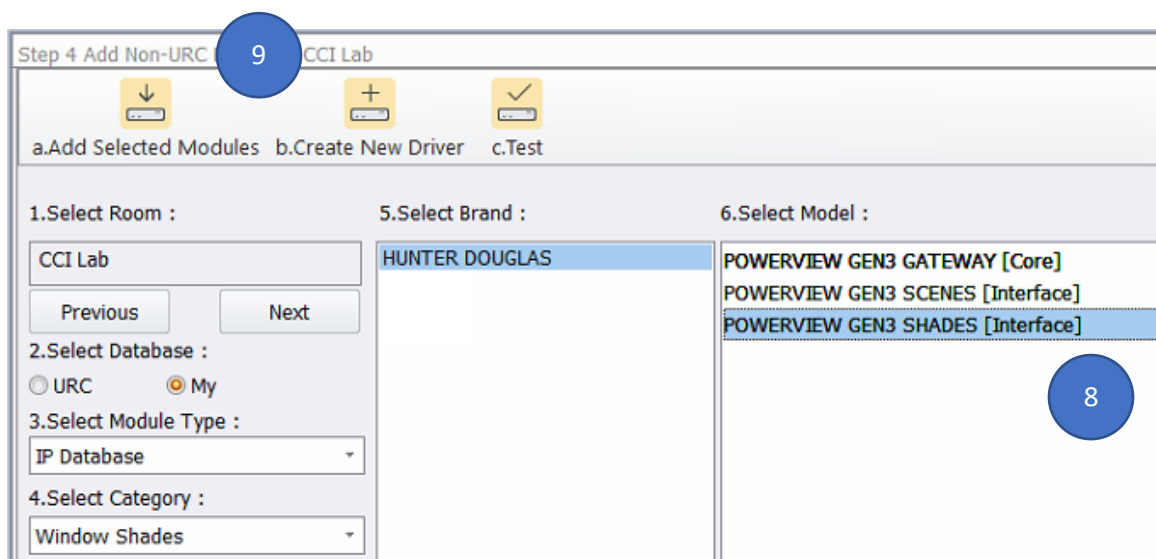 Step 4 Add Non-URC
9
CCI Lab
a.Add Selected Modules
b.Create New Driver
c.Test
1.Select Room :
5.Select Brand :
6.Select Model :
CCI Lab
HUNTER DOUGLAS
POWERVIEW GEN3 GATEWAY [Core]
POWERVIEW GEN3 SCENES [Interface]
POWERVIEW GEN3 SHADES [Interface]
Previous
Next
2.Select Database :
URC
My
8
3.Select Module Type :
IP Database
4.Select Category :
Window Shades